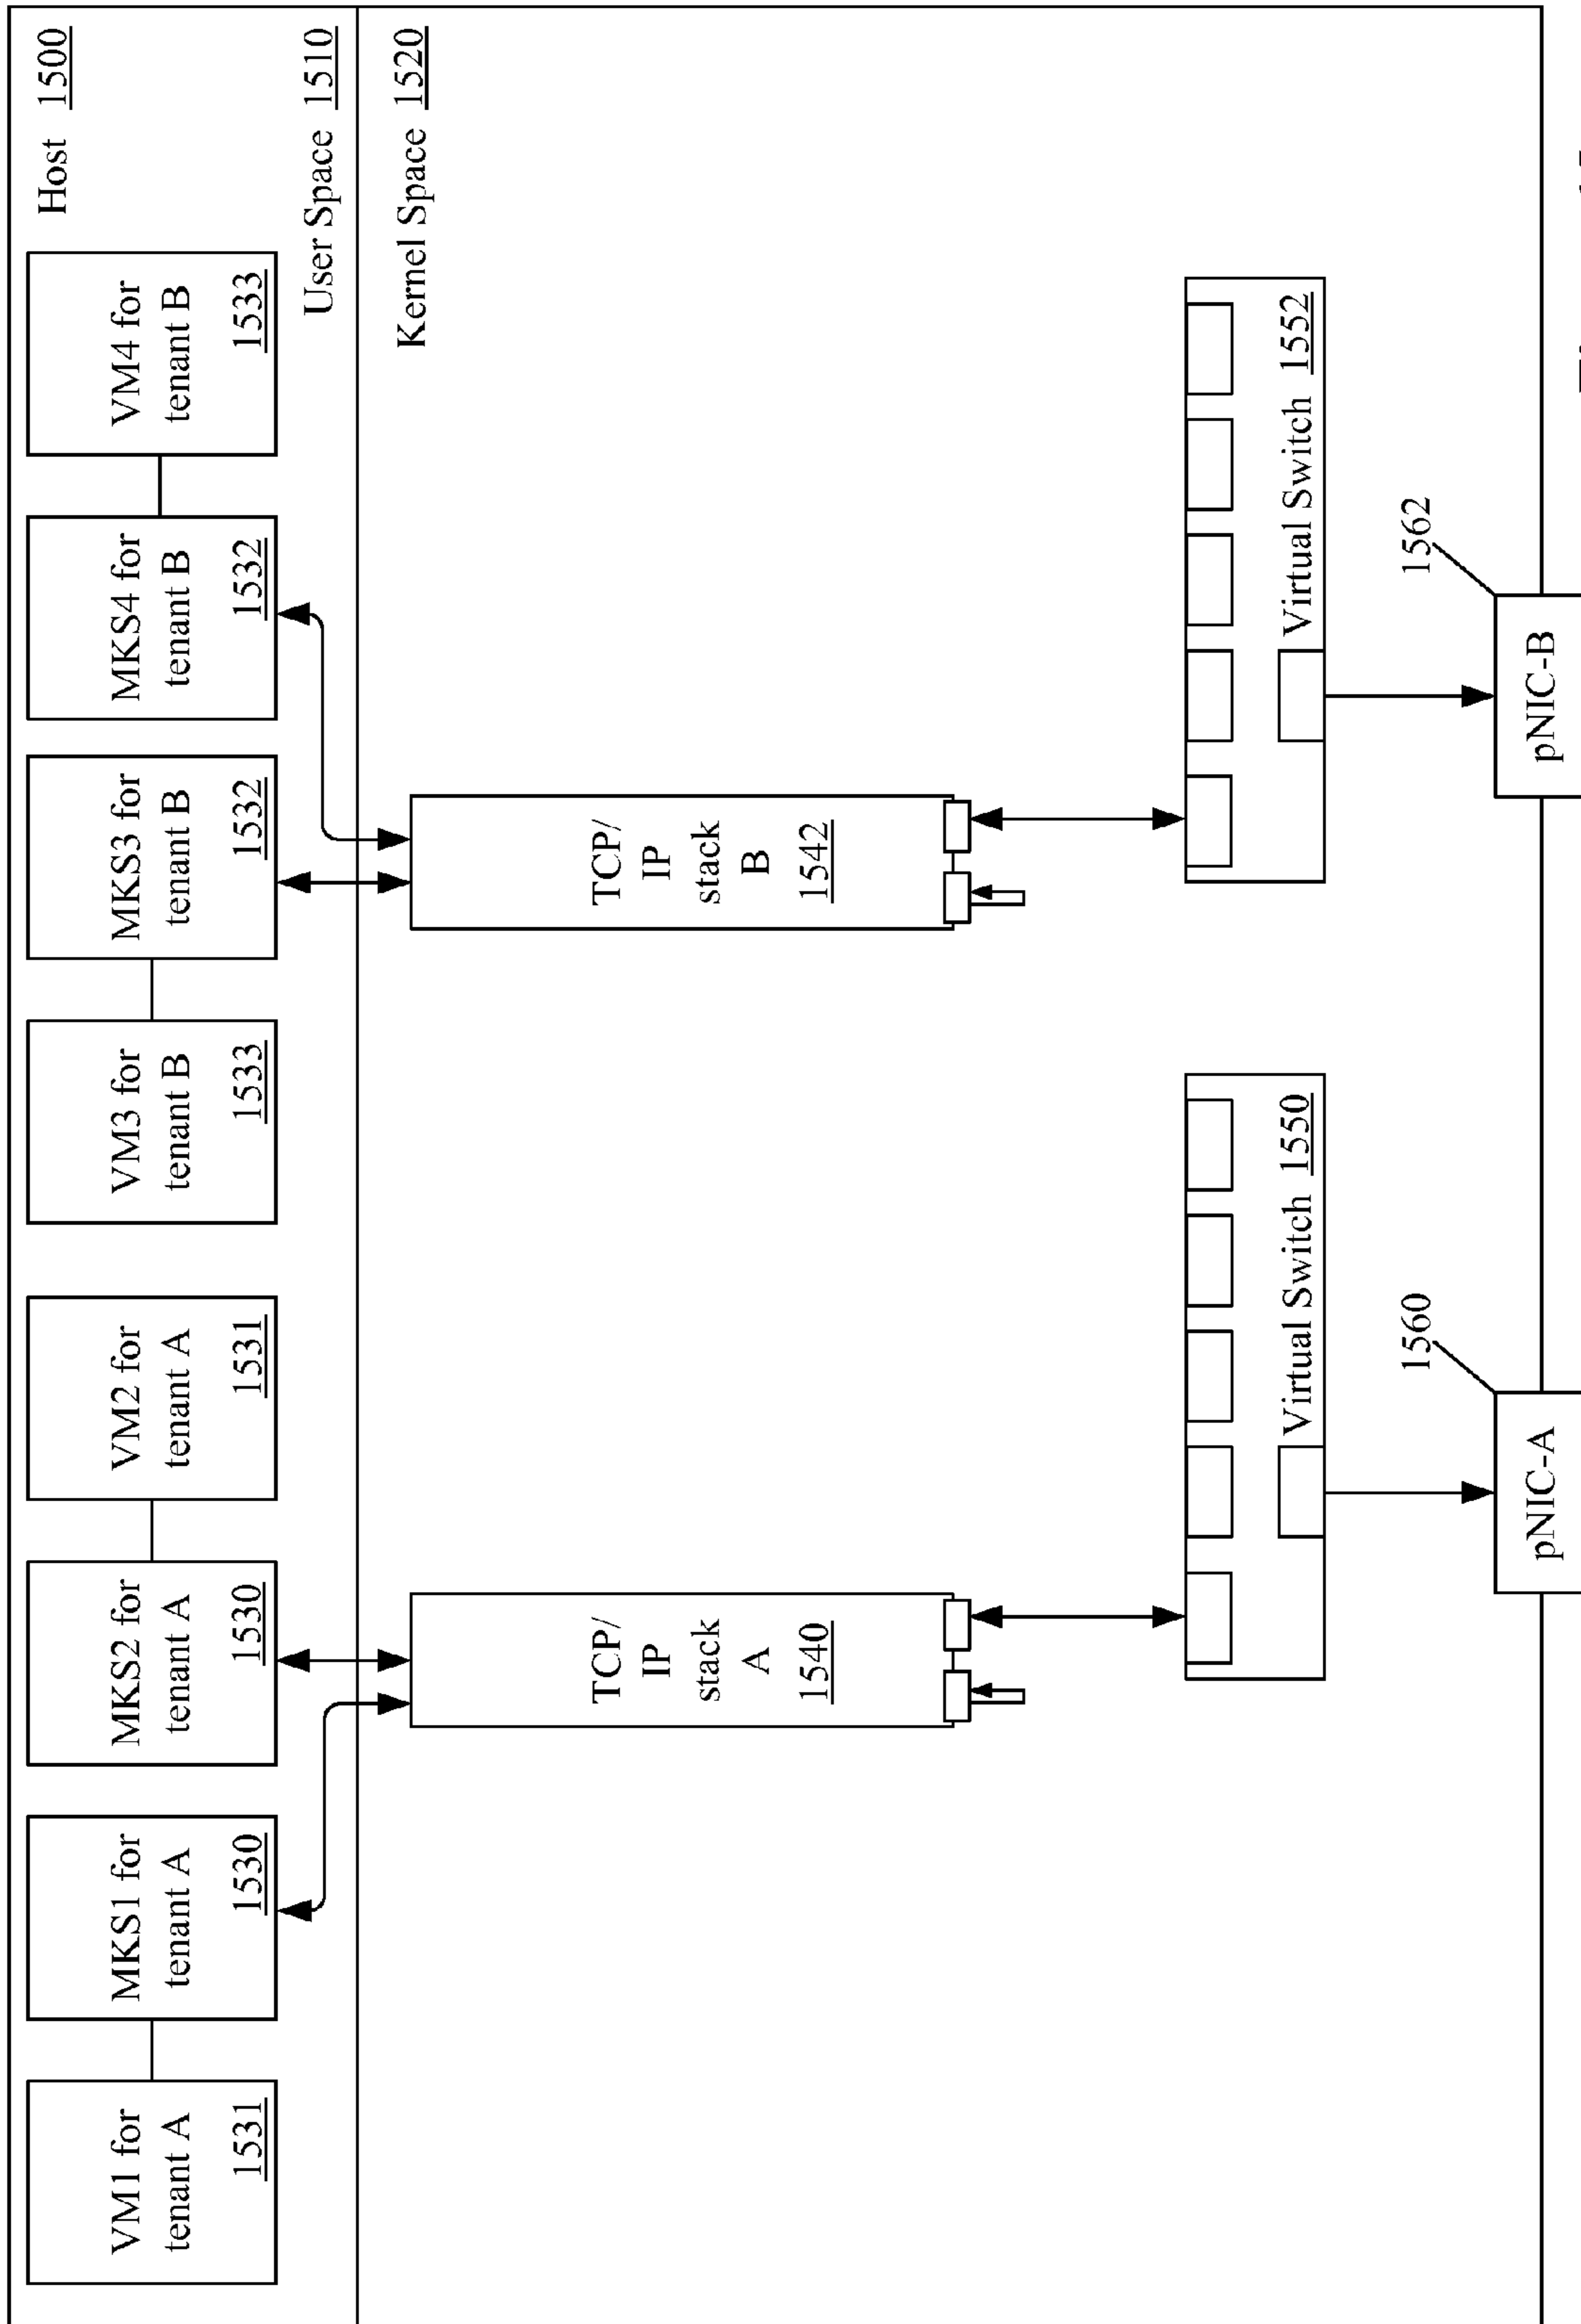 Host 1500
VM1 for
tenant A
1531
MKS1 for
tenant A
1530
MKS2 for
tenant A
1530
VM2 for
tenant A
1531
VM3 for
tenant B
1533
MKS3 for
tenant B
1532
MKS4 for
tenant B
1532
VM4 for
tenant B
1533
User Space 1510
Kernel Space 1520
TCP/
IP
stack
A
1540
TCP/
IP
stack
B
1542
Virtual Switch 1550
Virtual Switch 1552
1560
1562
pNIC-A
pNIC-B